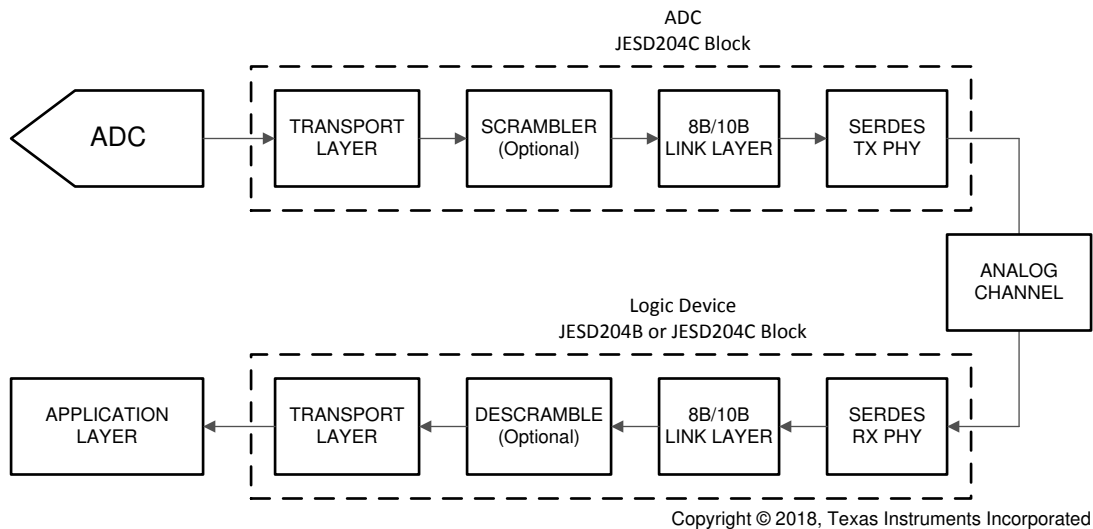 ADC
JESD204C Block
ADC
TRANSPORT
LAYER
SCRAMBLER
(Optional)
8B/10B
LINK LAYER
SERDES
TX PHY
ANALOG
CHANNEL
Logic Device
JESD204B or JESD204C Block
APPLICATION
LAYER
TRANSPORT
LAYER
DESCRAMBLE
(Optional)
8B/10B
LINK LAYER
SERDES
RX PHY
Copyright © 2018, Texas Instruments Incorporated